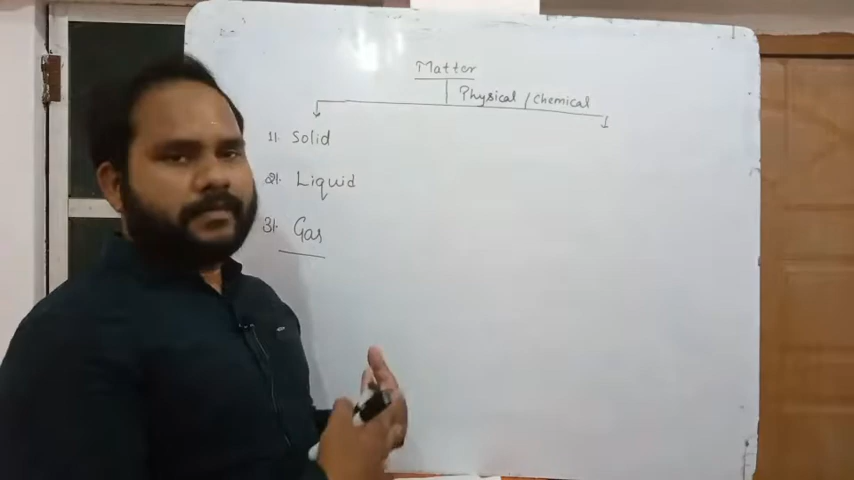 Matter
Physical / Chemical
1). Solid
2). Liquid
3). Gas